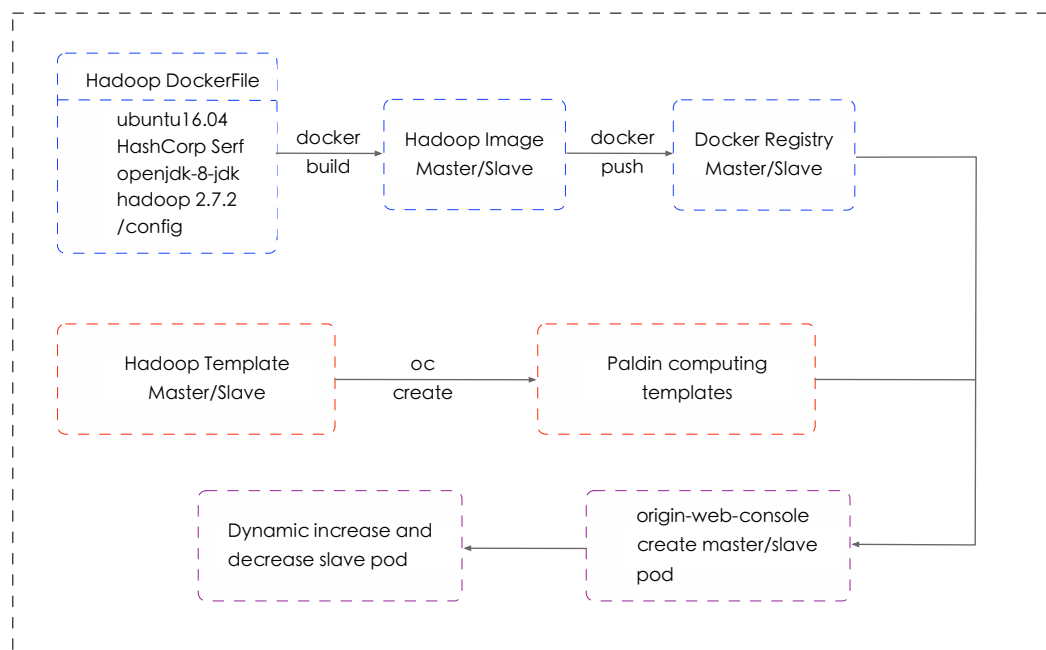 Hadoop DockerFile
ubuntu16.04
HashCorp Serf
openjdk-8-jdk
hadoop 2.7.2
/config
docker
build
Hadoop Image
Master/Slave
docker
push
Docker Registry
Master/Slave
Hadoop Template
Master/Slave
oc
create
Paldin computing
templates
origin-web-console
create master/slave
pod
Dynamic increase and
decrease slave pod